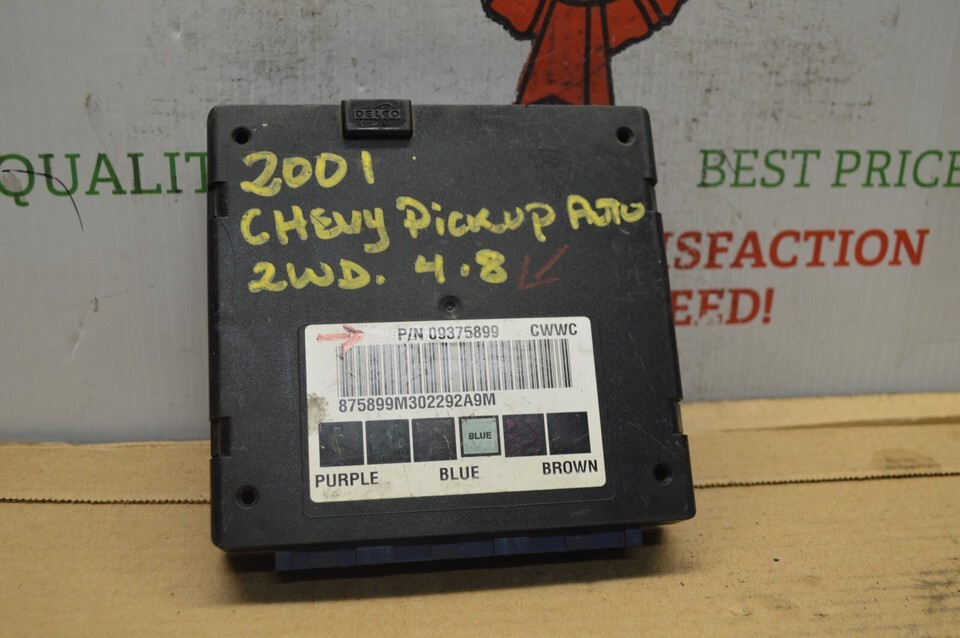 DELCO
QUALIT
BEST PRICE
SFACTION
EED!
2001
CHEVY PICKUP AUTO
2WD. 4.8
P/N 09375899 CWWC
875899M302292A9M
BLUE
PURPLE BLUE BROWN